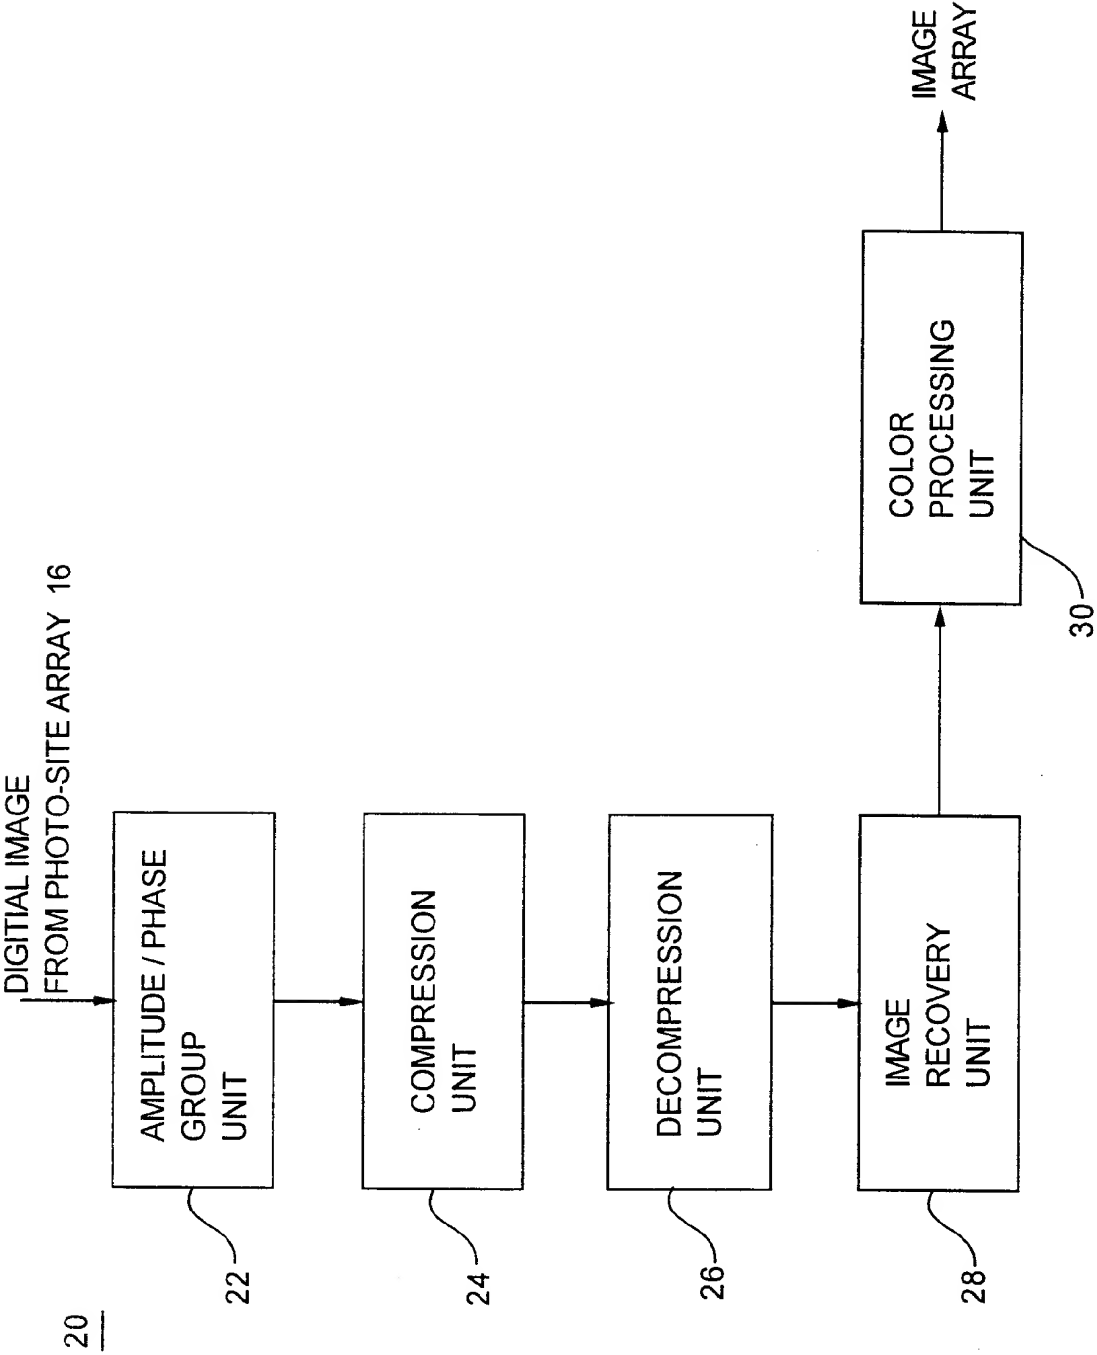 20
DIGITIAL IMAGE
FROM PHOTO-SITE ARRAY 16
AMPLITUDE / PHASE
GROUP
UNIT
22
COMPRESSION
UNIT
24
DECOMPRESSION
UNIT
26
IMAGE
RECOVERY
UNIT
28
COLOR
PROCESSING
UNIT
30
IMAGE
ARRAY